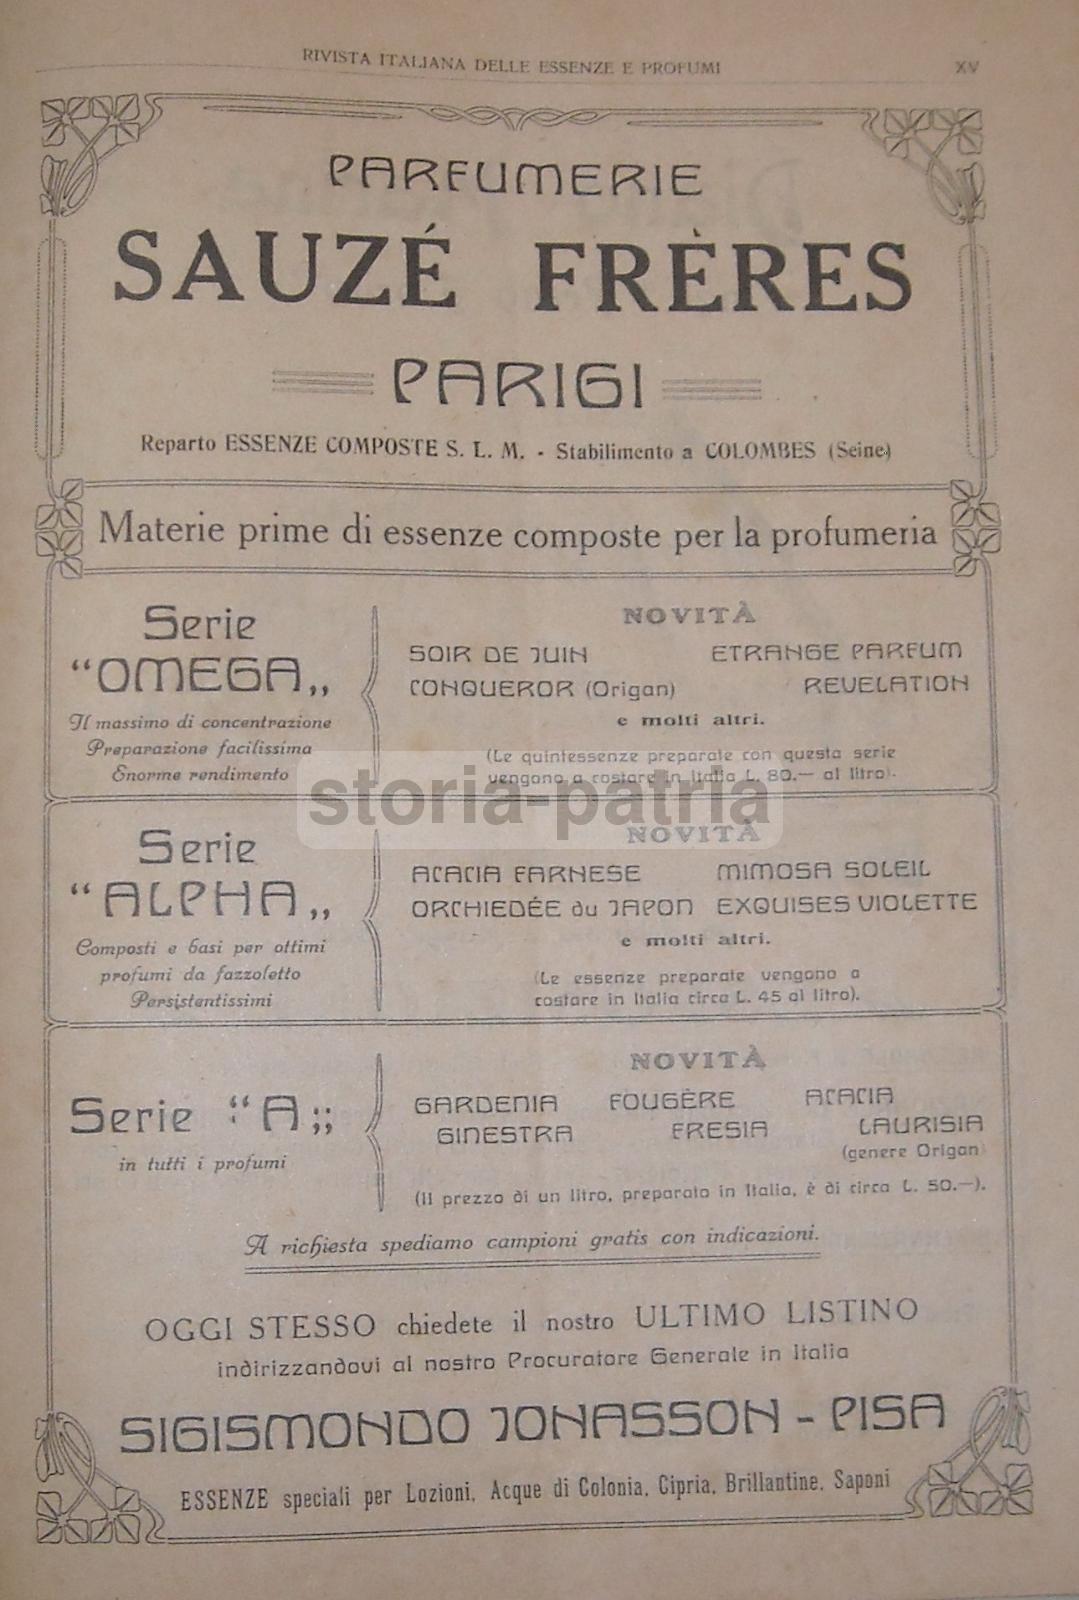 RIVISTA ITALIANA DELLE ESSENZE E PROFUMI XV
PARFUMERIE
SAUZÉ FRÈRES
PARIGI
Reparto ESSENZE COMPOSTE S. L. M. - Stabilimento a COLOMBES (Seine)
Materie prime di essenze composte per la profumeria
Serie
"OMEGA„
Il massimo di concentrazione
Preparazione facilissima
Enorme rendimento
NOVITÀ
SOIR DE JUIN ETRANGE PARFUM
CONQUEROR (Origan) REVELATION
e molti altri.
(Le quintessenze preparate con questa serie
vengono a costare in Italia L. 80.— al litro).
storia-patria
Serie
"ALPHA„
Composti e basi per ottimi
profumi da fazzoletto
Persistentissimi
NOVITÀ
ACACIA FARNESE MIMOSA SOLEIL
ORCHIEDÉE du JAPON EXQUISES VIOLETTE
e molti altri.
(Le essenze preparate vengono a
costare in Italia circa L. 45 al litro).
Serie "A„
in tutti i profumi
NOVITÀ
GARDENIA FOUGÈRE ACACIA
GINESTRA FRESIA LAURISIA
(genere Origan)
(Il prezzo di un litro, preparato in Italia, è di circa L. 50.—).
A richiesta spediamo campioni gratis con indicazioni.
OGGI STESSO chiedete il nostro ULTIMO LISTINO
indirizzandovi al nostro Procuratore Generale in Italia
SIGISMONDO JONASSON - PISA
ESSENZE speciali per Lozioni, Acque di Colonia, Cipria, Brillantine, Saponi